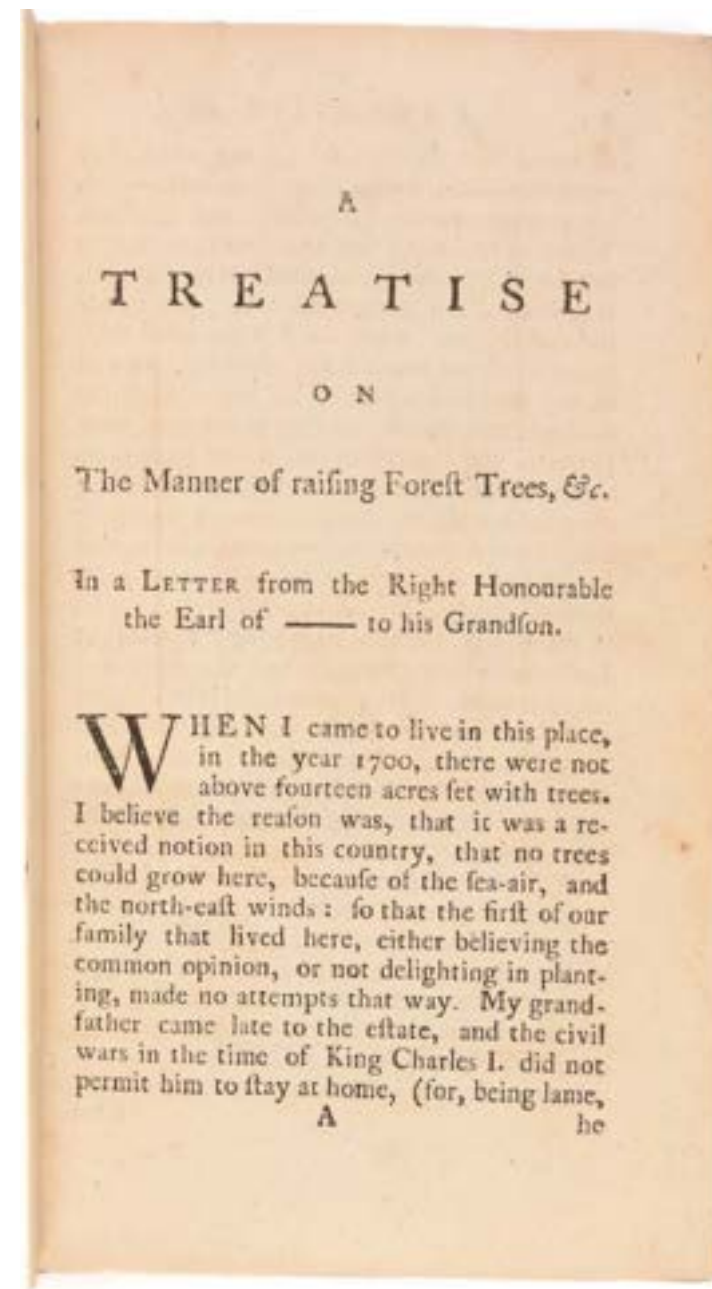 A
TREATISE
ON
The Manner of raiſing Foreſt Trees, &c.
In a LETTER from the Right Honourable
the Earl of —— to his Grandſon.
WHEN I came to live in this place,
in the year 1700, there were not
above fourteen acres ſet with trees.
I believe the reaſon was, that it was a re-
ceived notion in this country, that no trees
could grow here, becauſe of the ſea-air, and
the north-eaſt winds: ſo that the firſt of our
family that lived here, either believing the
common opinion, or not delighting in plant-
ing, made no attempts that way. My grand-
father came late to the eſtate, and the civil
wars in the time of King Charles I. did not
permit him to ſtay at home, (for, being lame,
A he